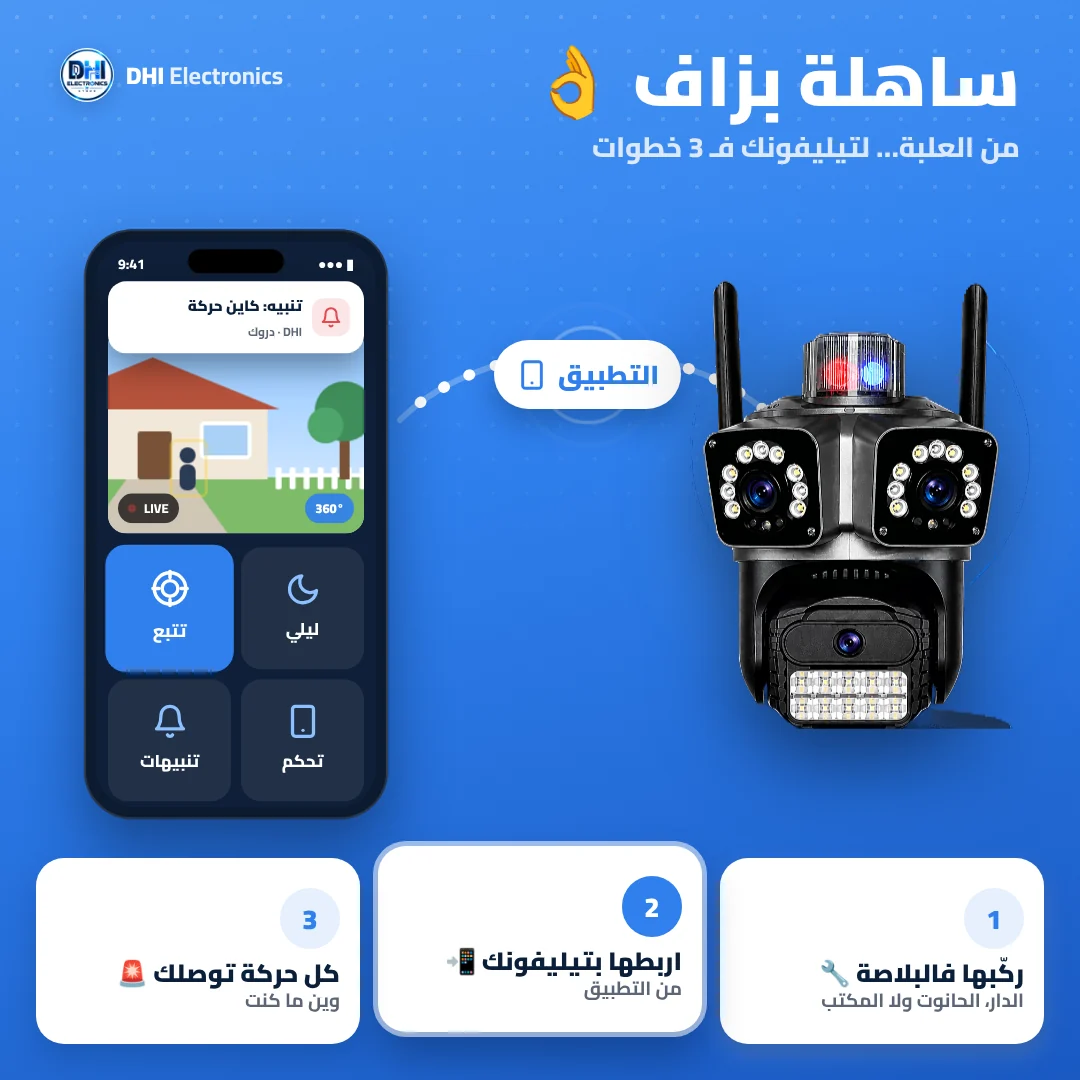 DHI ELECTRONICS
DHI Electronics
ساهلة بزاف 👌
من العلبة... لتيليفونك فـ 3 خطوات
9:41
تنبيه: كاين حركة
DHI · دروك
LIVE
360°
تتبع
ليلي
تنبيهات
تحكم
التطبيق
1
ركّبها فالبلاصة 🔧
الدار، الحانوت ولا المكتب
2
اربطها بتيليفونك 📲
من التطبيق
3
كل حركة توصلك 🚨
وين ما كنت